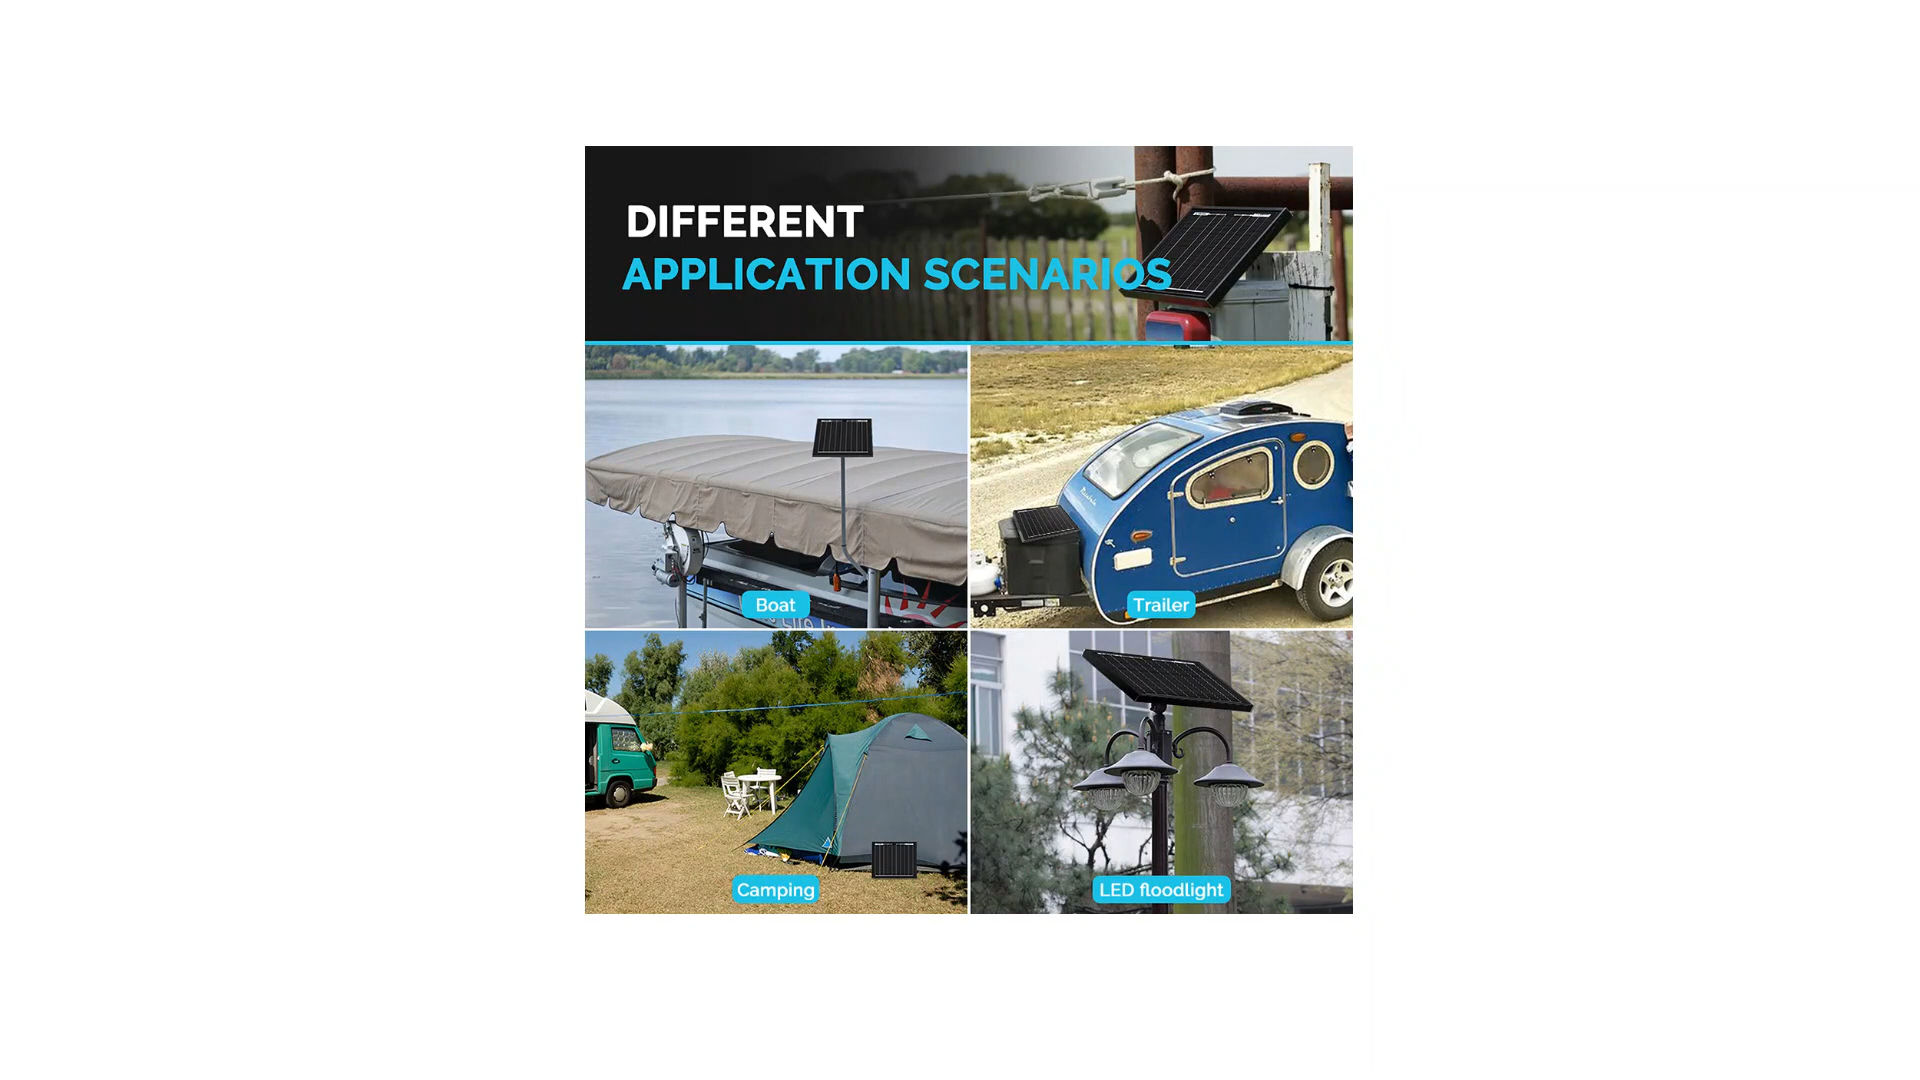 DIFFERENT
APPLICATION SCENARIOS
Boat
Trailer
Camping
LED floodlight